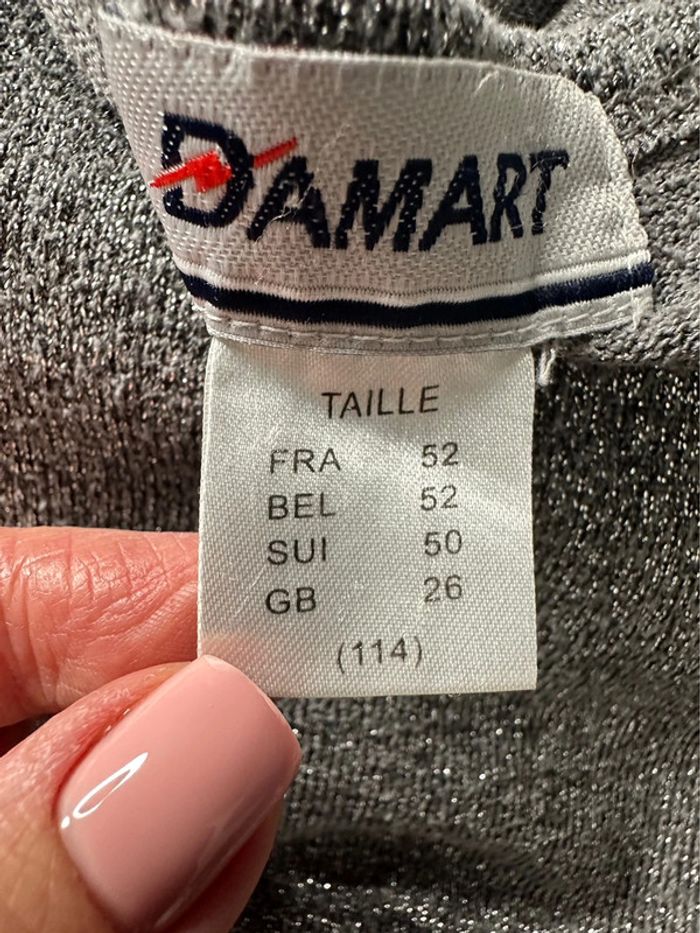 DAMART
TAILLE
FRA 52
BEL 52
SUI 50
GB 26
(114)